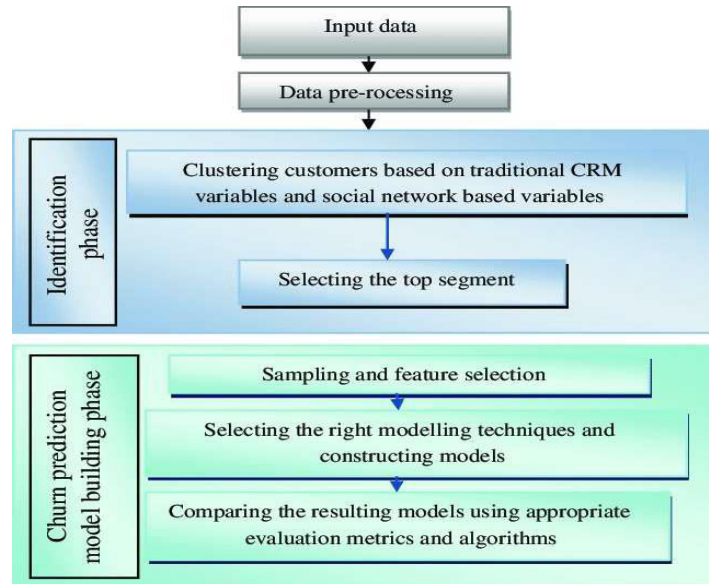 Input data
Data pre-rocessing
Identification
phase
Clustering customers based on traditional CRM
variables and social network based variables
Selecting the top segment
Churn prediction
model building phase
Sampling and feature selection
Selecting the right modelling techniques and
constructing models
Comparing the resulting models using appropriate
evaluation metrics and algorithms